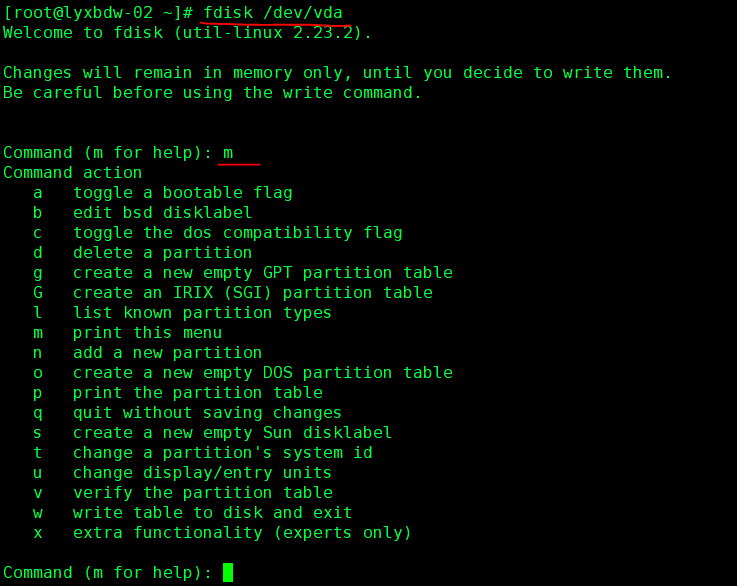 [root@lyxbdw-02 ~]# fdisk /dev/vda
Welcome to fdisk (util-linux 2.23.2).
Changes will remain in memory only, until you decide to write them.
Be careful before using the write command.
Command (m for help): m
Command action
a   toggle a bootable flag
b   edit bsd disklabel
c   toggle the dos compatibility flag
d   delete a partition
g   create a new empty GPT partition table
G   create an IRIX (SGI) partition table
l   list known partition types
m   print this menu
n   add a new partition
o   create a new empty DOS partition table
p   print the partition table
q   quit without saving changes
s   create a new empty Sun disklabel
t   change a partition's system id
u   change display/entry units
v   verify the partition table
w   write table to disk and exit
x   extra functionality (experts only)
Command (m for help):